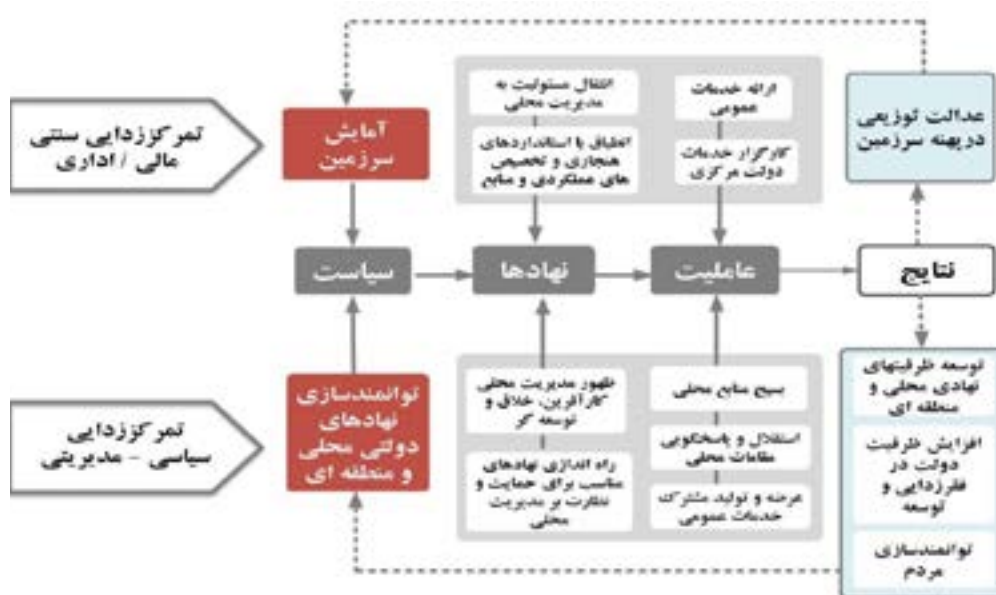 تمرکززدایی سنتی
مالی / اداری
آمایش
سرزمین
انتقال مسئولیت به
مدیریت محلی
انطباق با استانداردهای
هنجاری و تخصیص
های عملکردی و منابع
ارائه خدمات
عمومی
کارگزار خدمات
دولت مرکزی
عدالت توزیعی
در پهنه سرزمین
سیاست
نهادها
عاملیت
نتایج
تمرکززدایی
سیاسی - مدیریتی
توانمندسازی
نهادهای
دولتی محلی
و منطقه ای
ظهور مدیریت محلی
کارآفرین، خلاق و
توسعه گر
راه اندازی نهادهای
مناسب برای حمایت و
نظارت بر مدیریت
محلی
بسیج منابع محلی
استقلال و پاسخگویی
مقامات محلی
عرضه و تولید مشترک
خدمات عمومی
توسعه ظرفیتهای
نهادی محلی و
منطقه ای
افزایش ظرفیت
دولت در
فقرزدایی و
توسعه
توانمندسازی
مردم